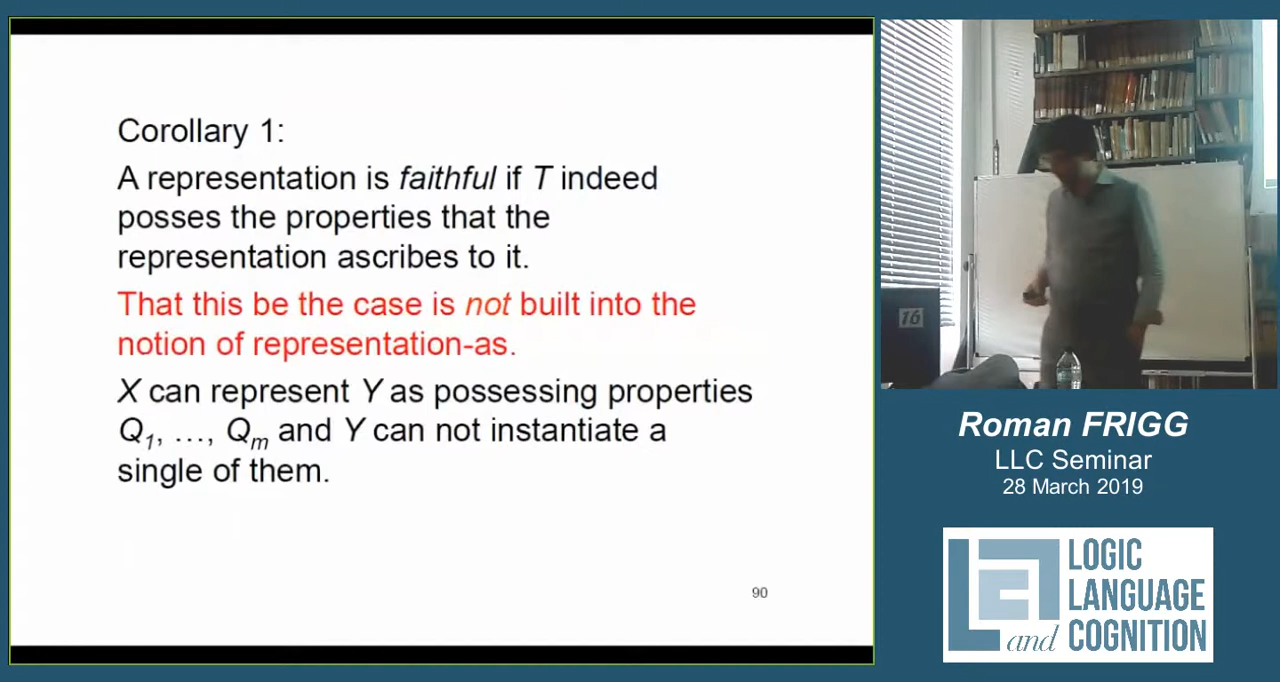 Corollary 1:
A representation is faithful if T indeed
posses the properties that the
representation ascribes to it.
That this be the case is not built into the
notion of representation-as.
X can represent Y as possessing properties
Q1, …, Qm and Y can not instantiate a
single of them.
90
16
Roman FRIGG
LLC Seminar
28 March 2019
LOGIC
LANGUAGE
and COGNITION